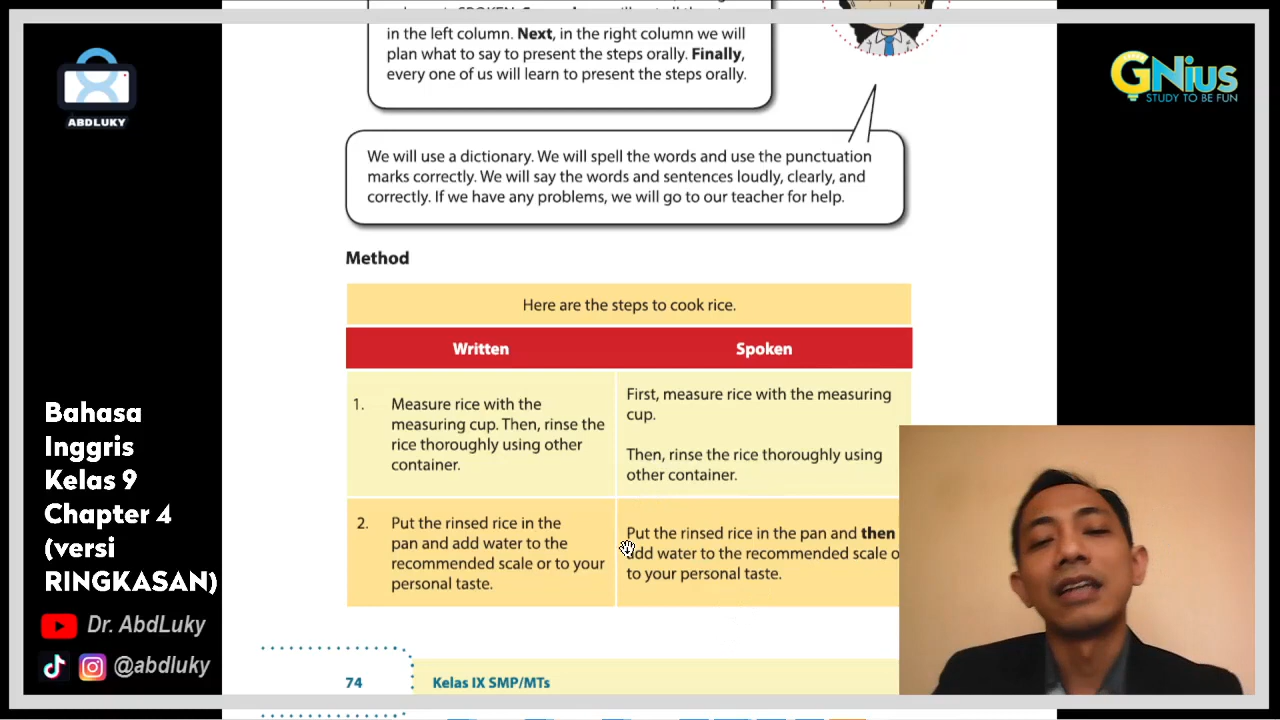 in the left column. Next, in the right column we will
plan what to say to present the steps orally. Finally,
every one of us will learn to present the steps orally.
We will use a dictionary. We will spell the words and use the punctuation
marks correctly. We will say the words and sentences loudly, clearly, and
correctly. If we have any problems, we will go to our teacher for help.
Method
Here are the steps to cook rice.
Written
Spoken
1.
Measure rice with the
measuring cup. Then, rinse the
rice thoroughly using other
container.
First, measure rice with the measuring
cup.
Then, rinse the rice thoroughly using
other container.
2.
Put the rinsed rice in the
pan and add water to the
recommended scale or to your
personal taste.
Put the rinsed rice in the pan and then
add water to the recommended scale o
to your personal taste.
74
Kelas IX SMP/MTs
ABDLUKY
GNius
STUDY TO BE FUN
Bahasa
Inggris
Kelas 9
Chapter 4
(versi
RINGKASAN)
Dr. AbdLuky
@abdluky